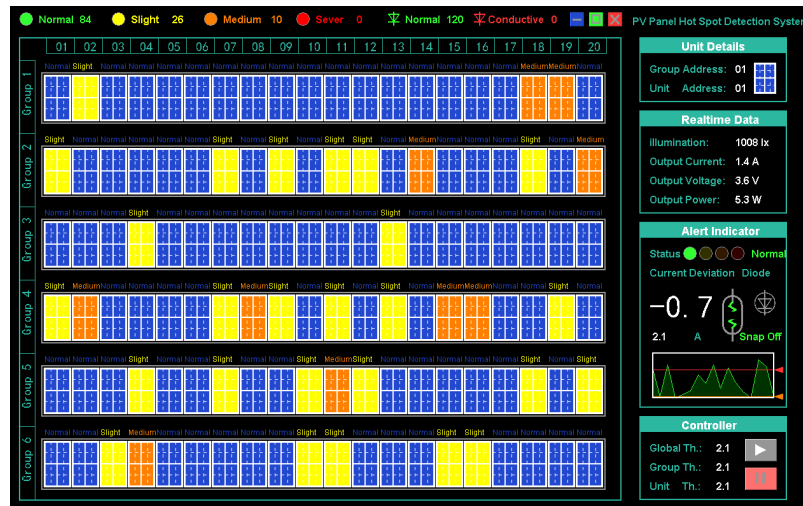 Normal 84 Slight 26 Medium 10 Sever 0 Normal 120 Conductive 0
PV Panel Hot Spot Detection System
01 02 03 04 05 06 07 08 09 10 11 12 13 14 15 16 17 18 19 20
Group 1
Normal Slight Normal Normal Normal Normal Normal Normal Normal Normal Normal Normal Normal Normal Normal Normal Normal Medium Medium Normal
Group 2
Slight Normal Normal Normal Normal Normal Slight Normal Slight Normal Slight Slight Normal Medium Normal Normal Normal Slight Normal Medium
Group 3
Normal Normal Normal Slight Normal Normal Normal Normal Normal Normal Normal Normal Slight Normal Normal Normal Normal Normal Normal Normal
Group 4
Slight Medium Normal Normal Normal Normal Slight Medium Slight Normal Slight Normal Slight Normal Medium Medium Normal Normal Slight Normal
Group 5
Normal Normal Normal Slight Normal Normal Slight Normal Normal Slight Medium Slight Normal Normal Normal Normal Normal Slight Normal Slight
Group 6
Normal Normal Slight Medium Normal Normal Normal Normal Normal Slight Slight Normal Normal Normal Slight Slight Normal Normal Normal Normal
Unit Details
Group Address: 01
Unit Address: 01
Realtime Data
illumination: 1008 lx
Output Current: 1.4 A
Output Voltage: 3.6 V
Output Power: 5.3 W
Alert Indicator
Status Normal
Current Deviation Diode
-0.7
2.1 A Snap Off
Controller
Global Th.: 2.1
Group Th.: 2.1
Unit Th.: 2.1